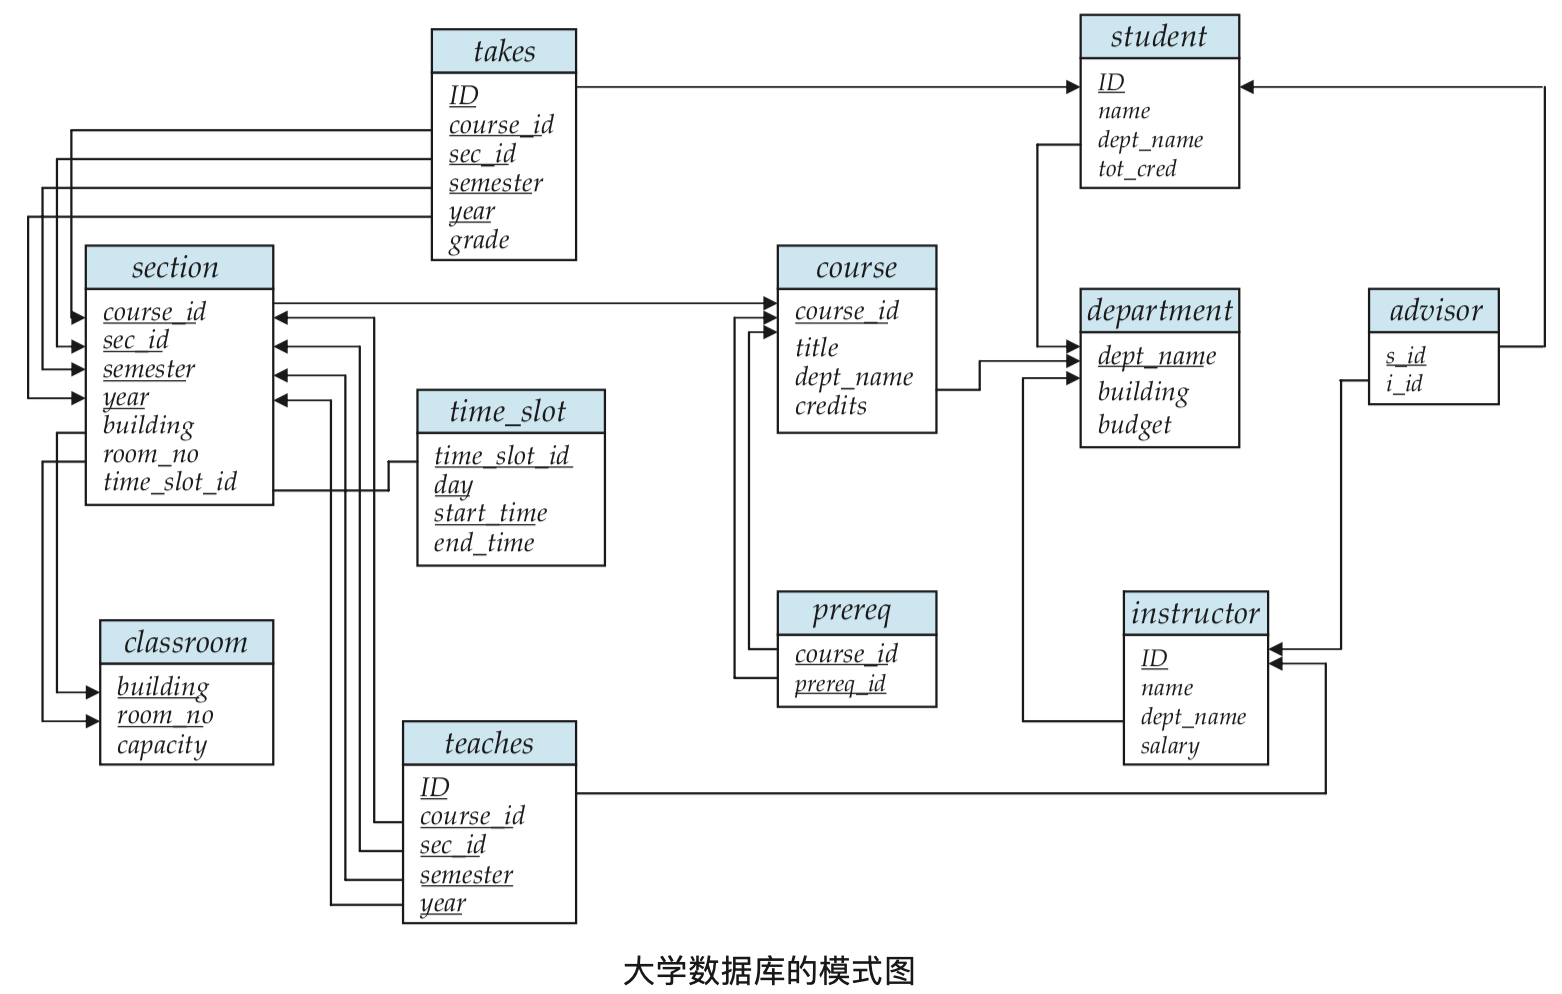 takes
ID
course_id
sec_id
semester
year
grade
student
ID
name
dept_name
tot_cred
section
course_id
sec_id
semester
year
building
room_no
time_slot_id
time_slot
time_slot_id
day
start_time
end_time
course
course_id
title
dept_name
credits
department
dept_name
building
budget
advisor
s_id
i_id
classroom
building
room_no
capacity
prereq
course_id
prereq_id
instructor
ID
name
dept_name
salary
teaches
ID
course_id
sec_id
semester
year
大学数据库的模式图